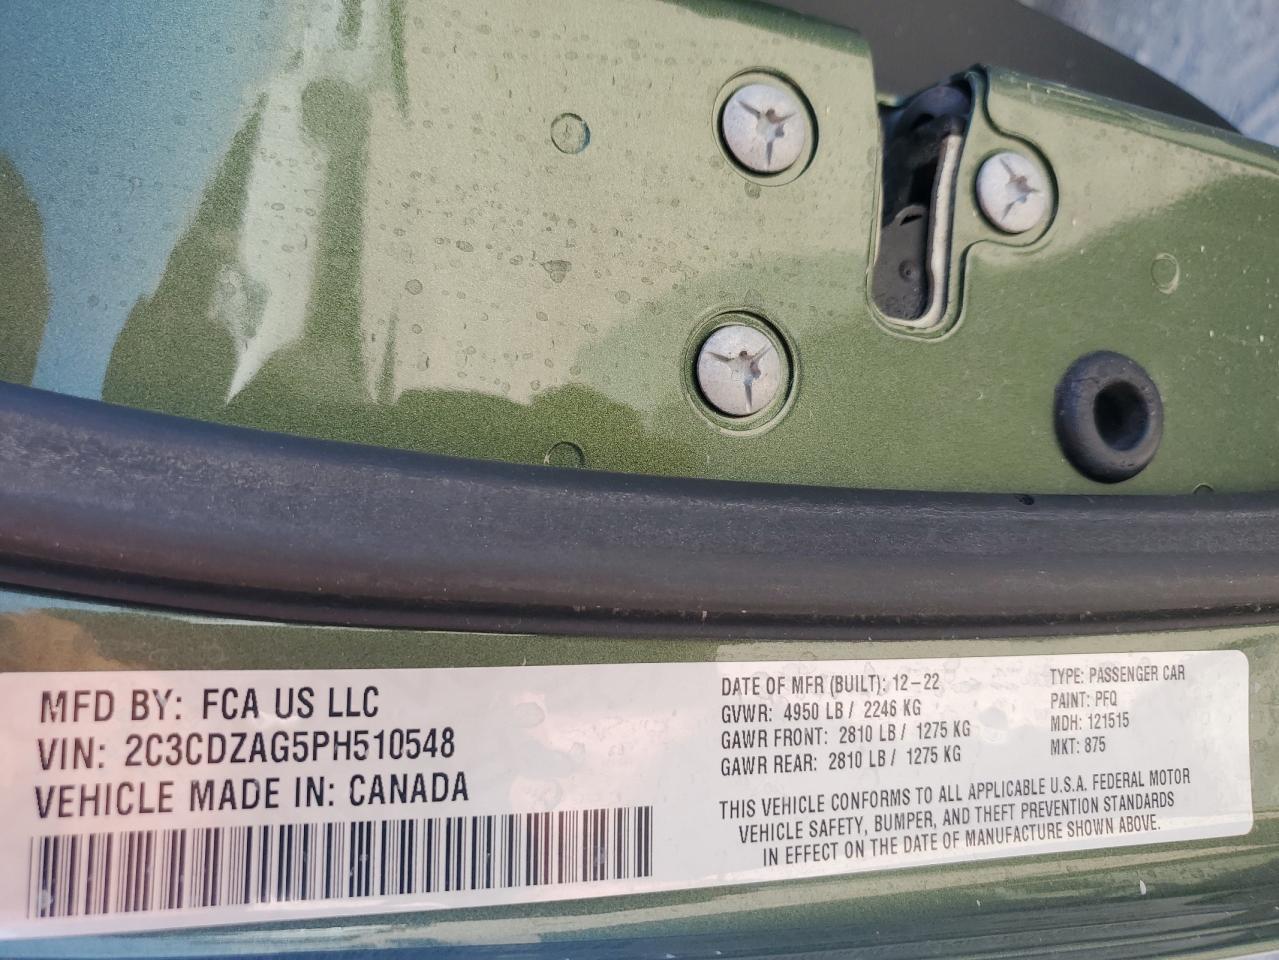 MFD BY: FCA US LLC
VIN: 2C3CDZAG5PH510548
VEHICLE MADE IN: CANADA
DATE OF MFR (BUILT): 12-22
GVWR: 4950 LB / 2246 KG
GAWR FRONT: 2810 LB / 1275 KG
GAWR REAR: 2810 LB / 1275 KG
TYPE: PASSENGER CAR
PAINT: PFQ
MDH: 121515
MKT: 875
THIS VEHICLE CONFORMS TO ALL APPLICABLE U.S.A. FEDERAL MOTOR
VEHICLE SAFETY, BUMPER, AND THEFT PREVENTION STANDARDS
IN EFFECT ON THE DATE OF MANUFACTURE SHOWN ABOVE.